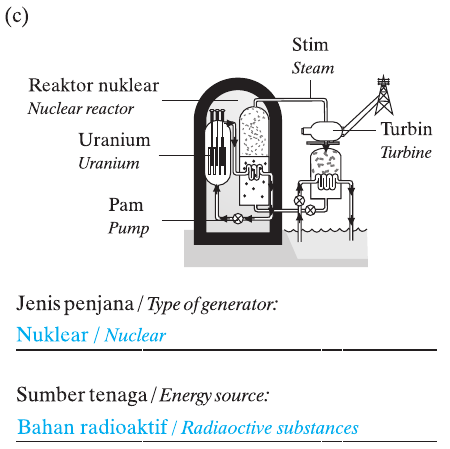 (c)
Stim
Steam
Reaktor nuklear
Nuclear reactor
Uranium
Uranium
Turbin
Turbine
Pam
Pump
Jenis penjana / Type of generator:
Nuklear / Nuclear
Sumber tenaga / Energy source:
Bahan radioaktif / Radiaoctive substances